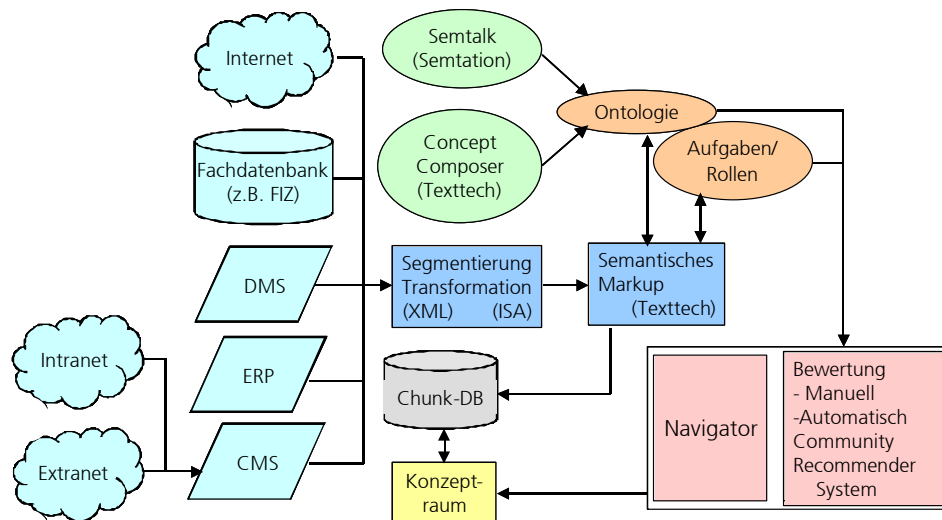 Internet
Fachdatenbank
(z.B. FIZ)
DMS
Intranet
ERP
Extranet
CMS
Semtalk
(Semtation)
Concept
Composer
(Texttech)
Ontologie
Aufgaben/
Rollen
Segmentierung
Transformation
(XML) (ISA)
Semantisches
Markup
(Texttech)
Chunk-DB
Konzept-
raum
Navigator
Bewertung
- Manuell
-Automatisch
Community
Recommender
System